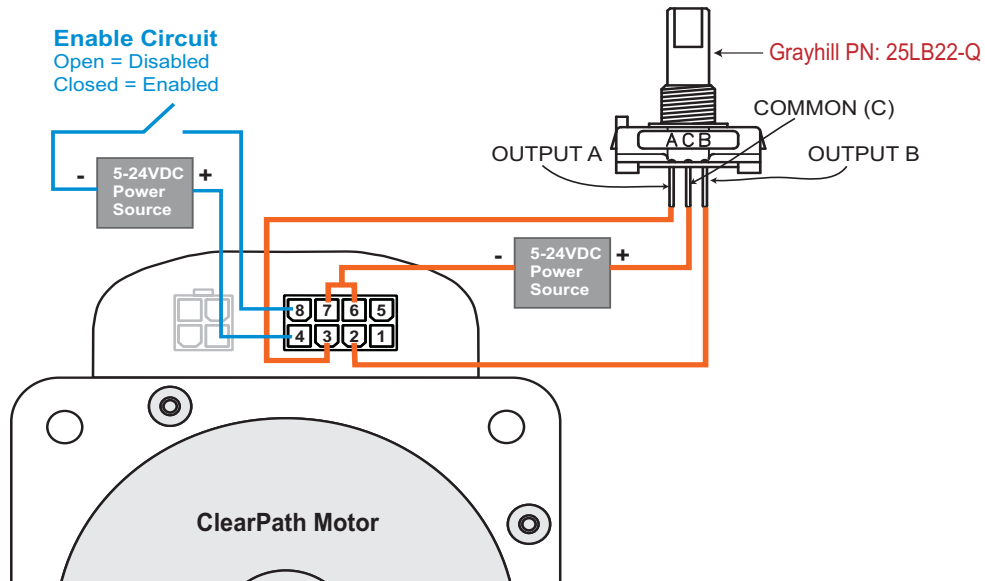 Enable Circuit
Open = Disabled
Closed = Enabled
Grayhill PN: 25LB22-Q
COMMON (C)
A C B
OUTPUT A
OUTPUT B
- 5-24VDC +
Power
Source
- 5-24VDC +
Power
Source
8 7 6 5
4 3 2 1
ClearPath Motor